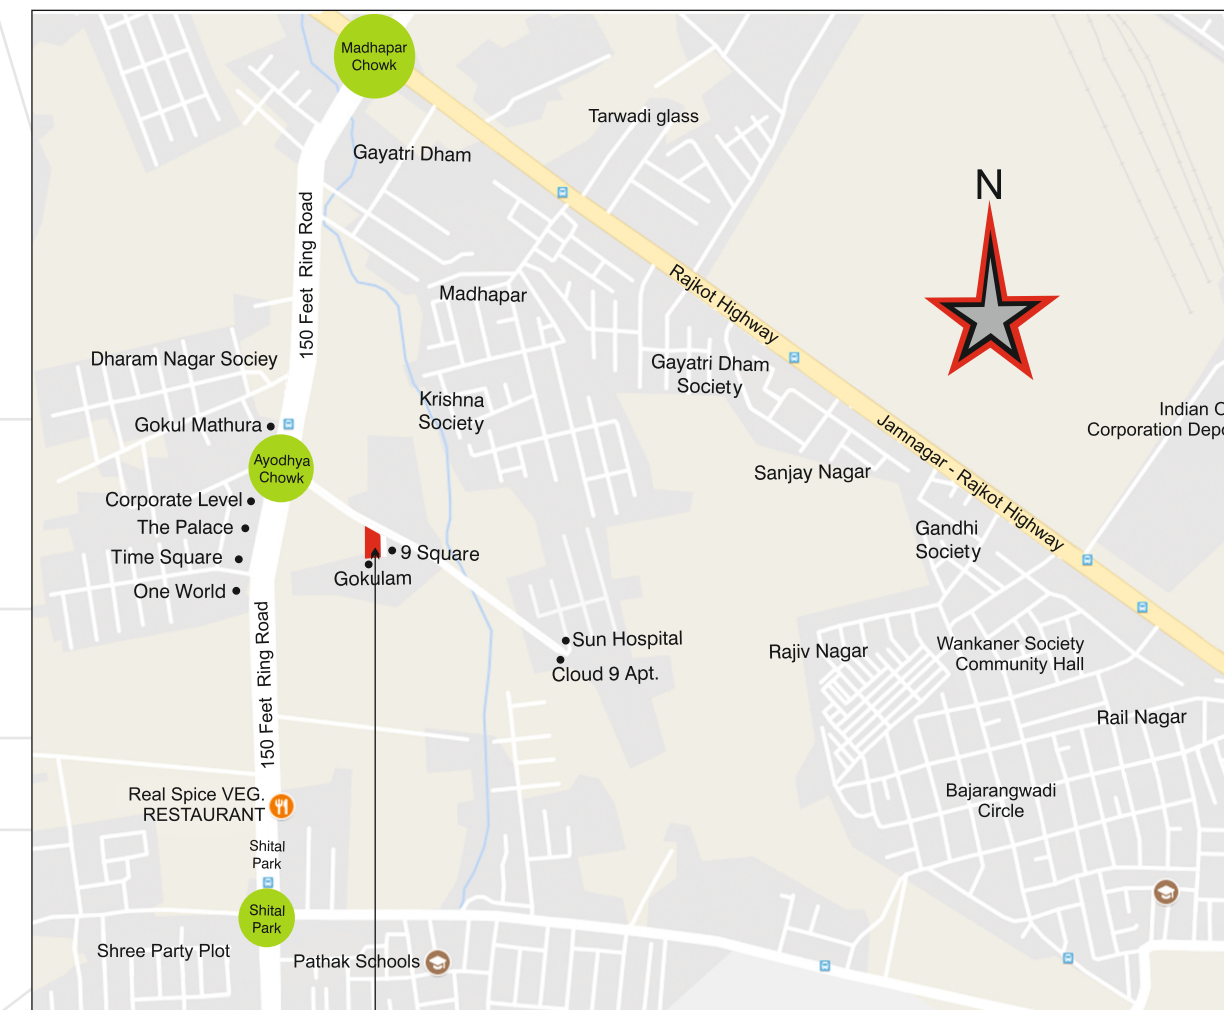 Madhapar
Chowk
Tarwadi glass
Gayatri Dham
N
150 Feet Ring Road
Rajkot Highway
Madhapar
Dharam Nagar Sociey
Gayatri Dham
Society
Krishna
Society
Indian
Corporation
Gokul Mathura
Jamnagar - Rajkot Highway
Ayodhya
Chowk
Sanjay Nagar
Corporate Level
The Palace
Gandhi
Society
Time Square
9 Square
Gokulam
One World
150 Feet Ring Road
Sun Hospital
Cloud 9 Apt.
Rajiv Nagar
Wankaner Society
Community Hall
Rail Nagar
Real Spice VEG.
RESTAURANT
Bajarangwadi
Circle
Shital
Park
Shital
Park
Shree Party Plot
Pathak Schools